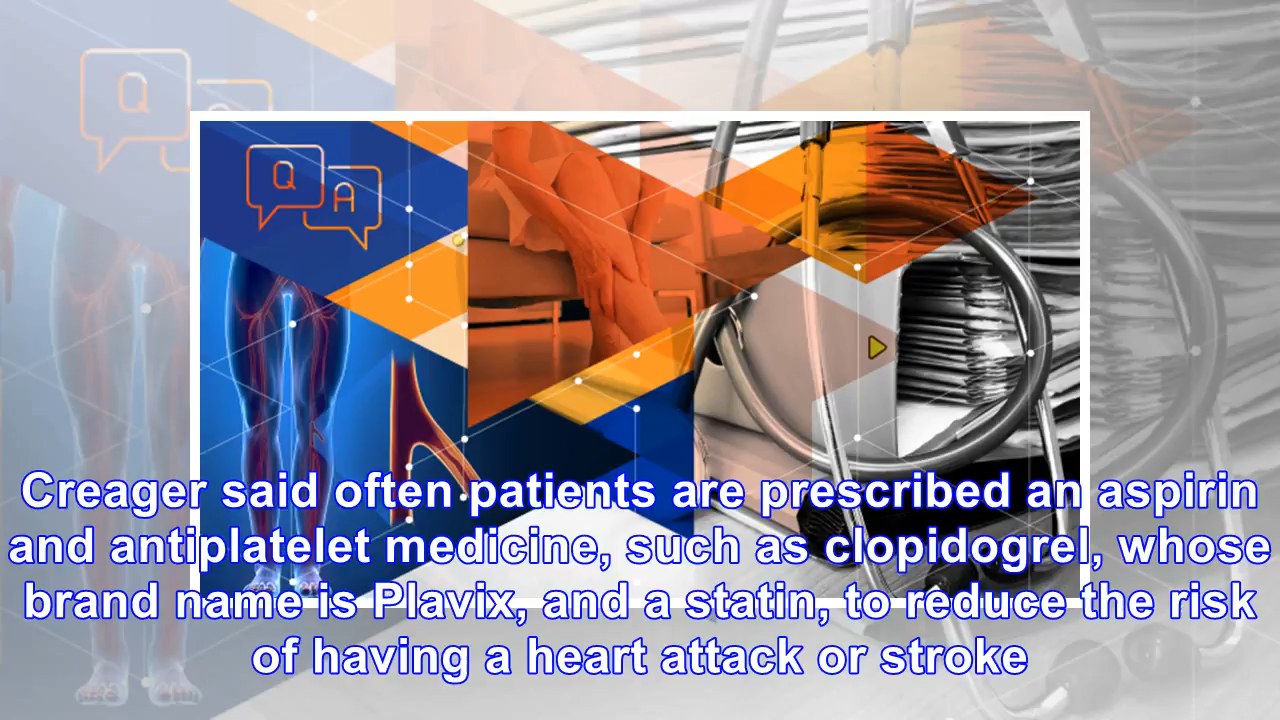 Q
A
Creager said often patients are prescribed an aspirin
and antiplatelet medicine, such as clopidogrel, whose
brand name is Plavix, and a statin, to reduce the risk
of having a heart attack or stroke